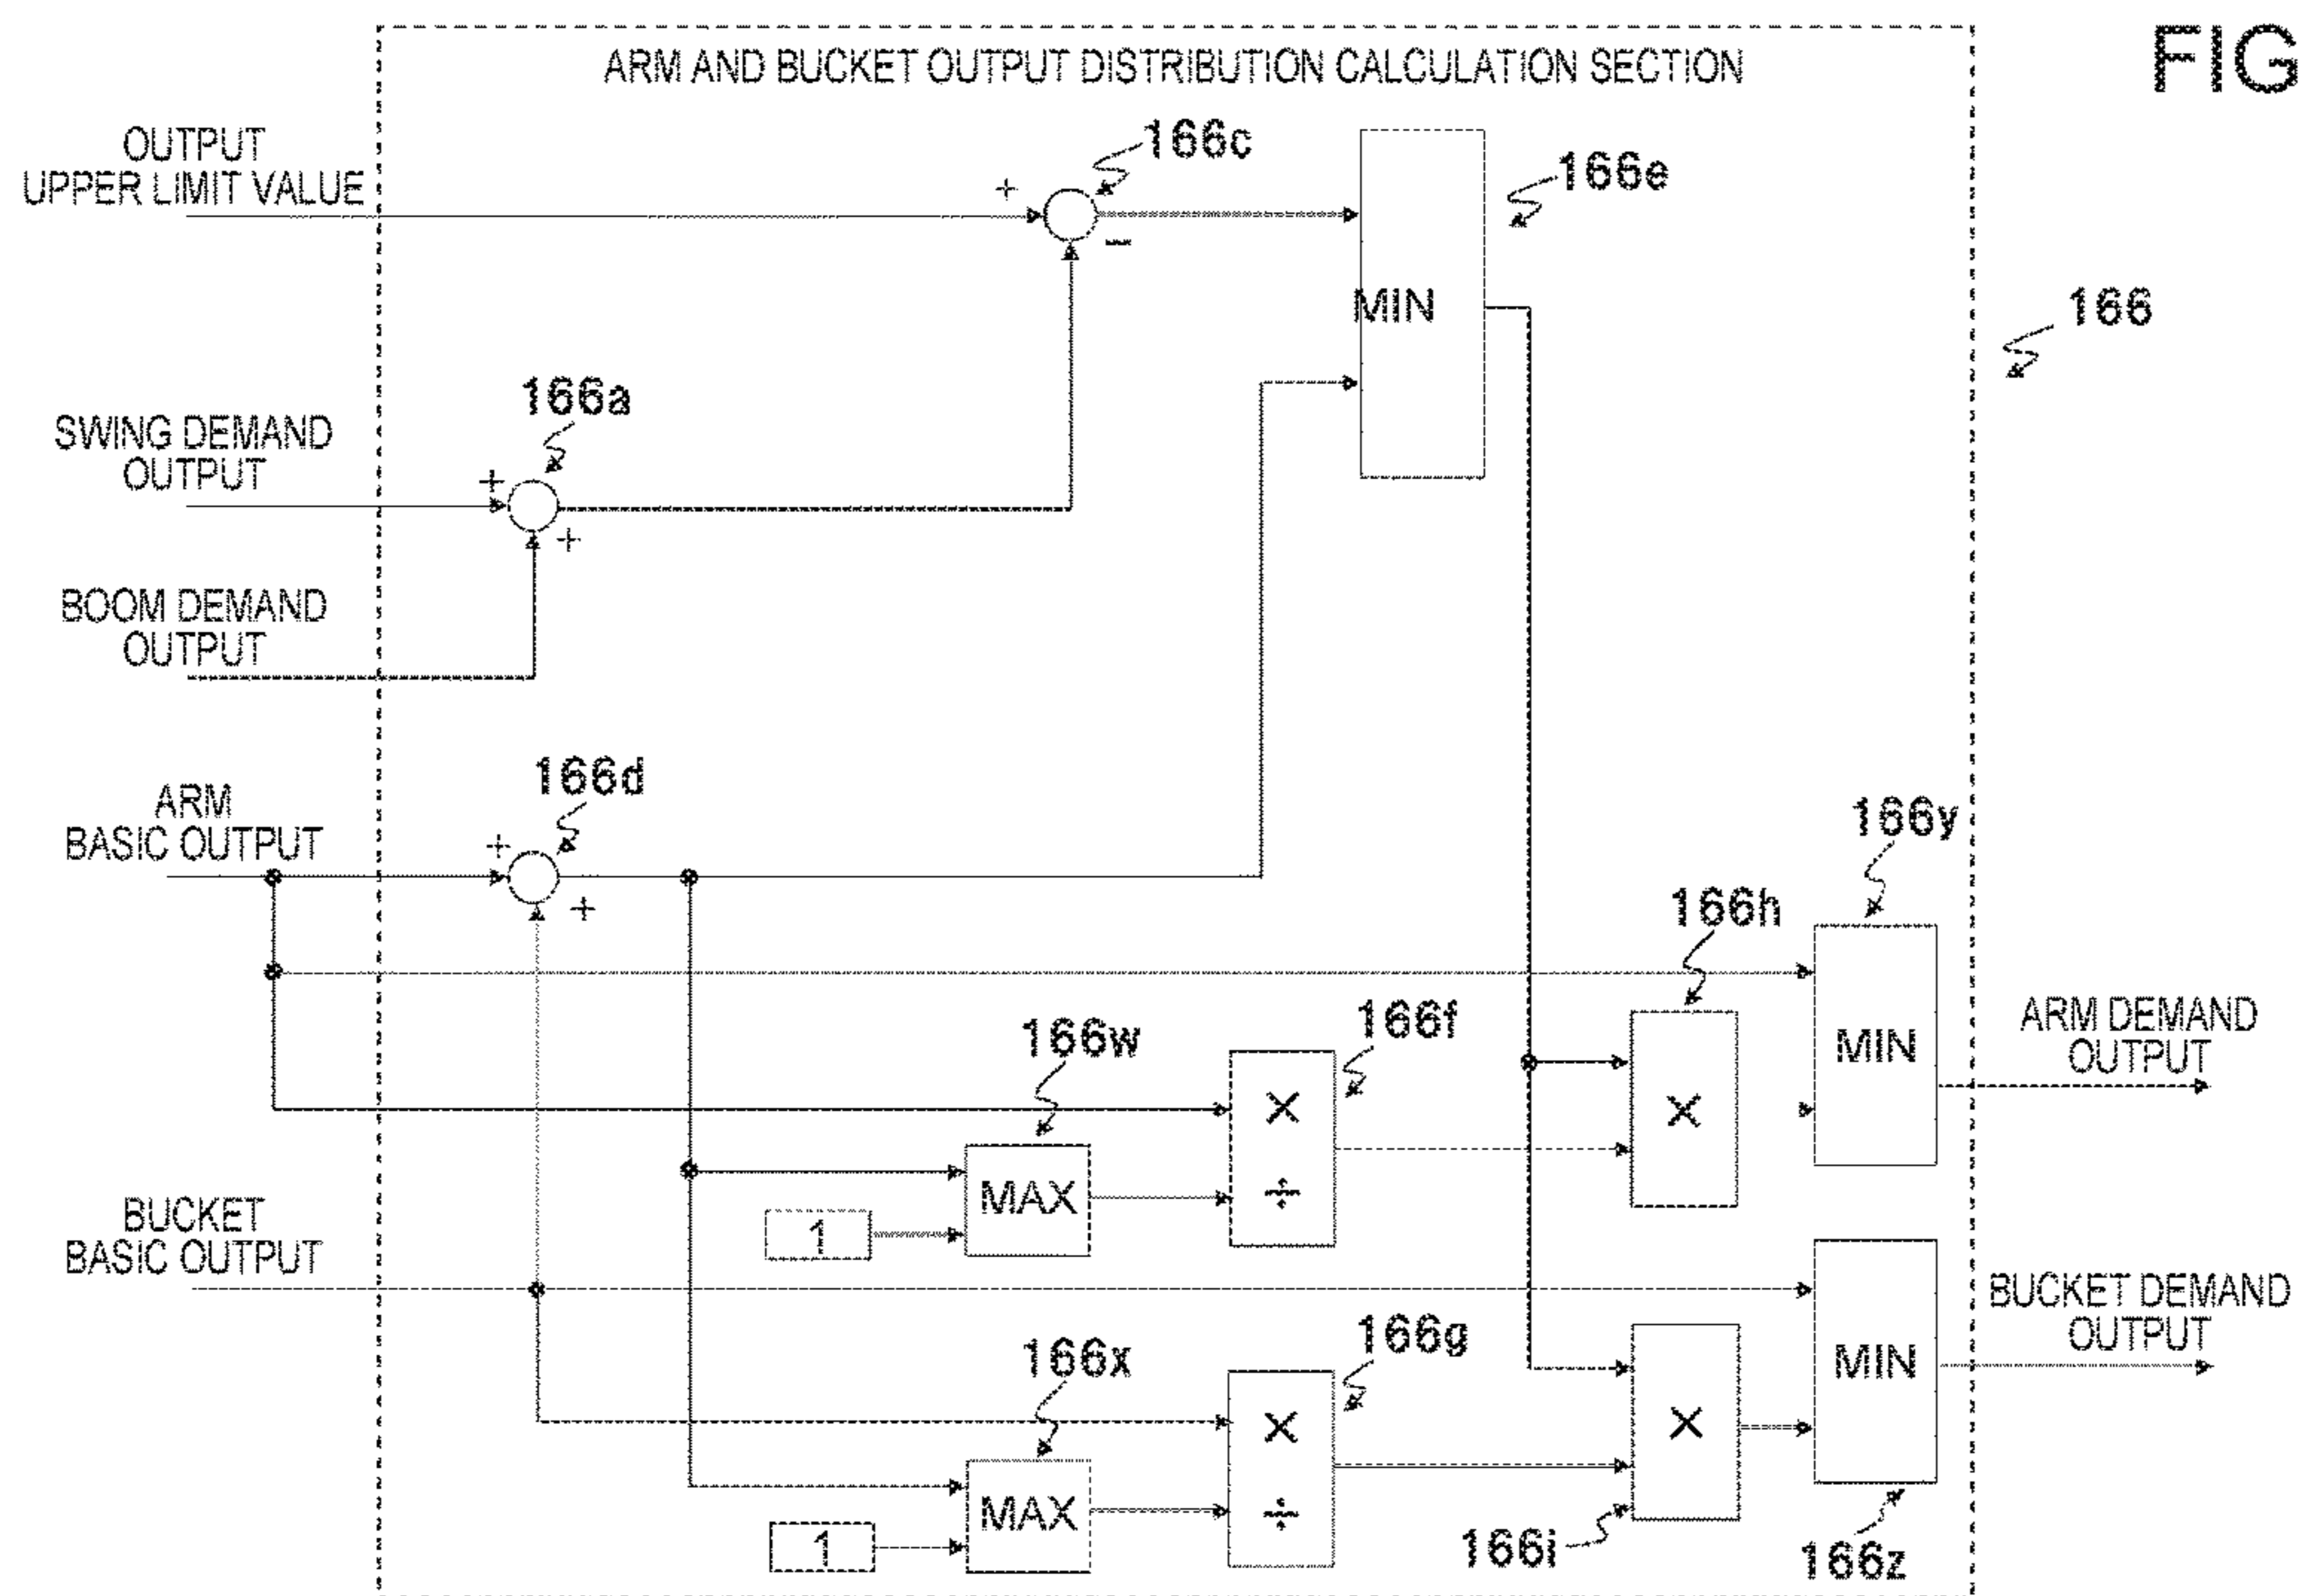 FIG
ARM AND BUCKET OUTPUT DISTRIBUTION CALCULATION SECTION
OUTPUT
UPPER LIMIT VALUE
+
166c
−
166e
MIN
166
SWING DEMAND
OUTPUT
166a
+
+
BOOM DEMAND
OUTPUT
ARM
BASIC OUTPUT
166d
+
+
166y
166h
MIN
ARM DEMAND
OUTPUT
166w
166f
×
÷
×
MAX
1
BUCKET
BASIC OUTPUT
166x
166g
×
÷
×
MIN
BUCKET DEMAND
OUTPUT
MAX
1
166i
166z